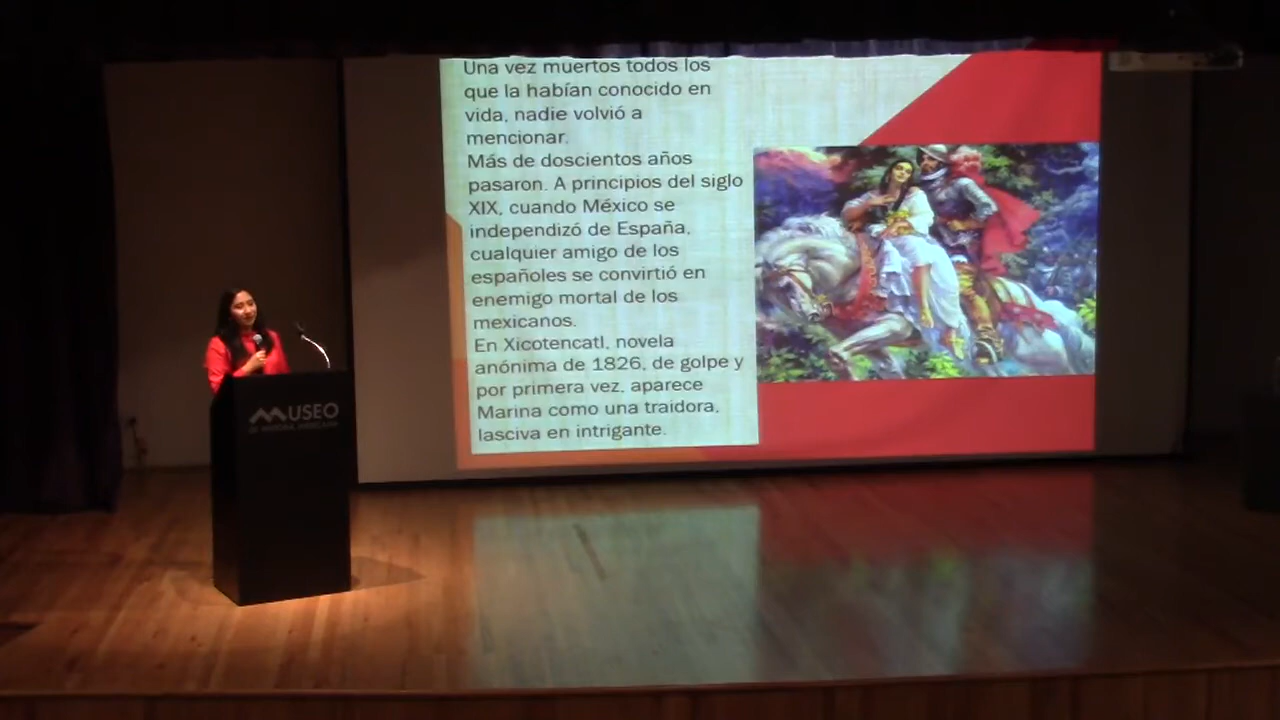 Una vez muertos todos los
que la habían conocido en
vida, nadie volvió a
mencionar.
Más de doscientos años
pasaron. A principios del siglo
XIX, cuando México se
independizó de España,
cualquier amigo de los
españoles se convirtió en
enemigo mortal de los
mexicanos.
En Xicotencatl, novela
anónima de 1826, de golpe y
por primera vez, aparece
Marina como una traidora,
lasciva en intrigante.
MUSEO